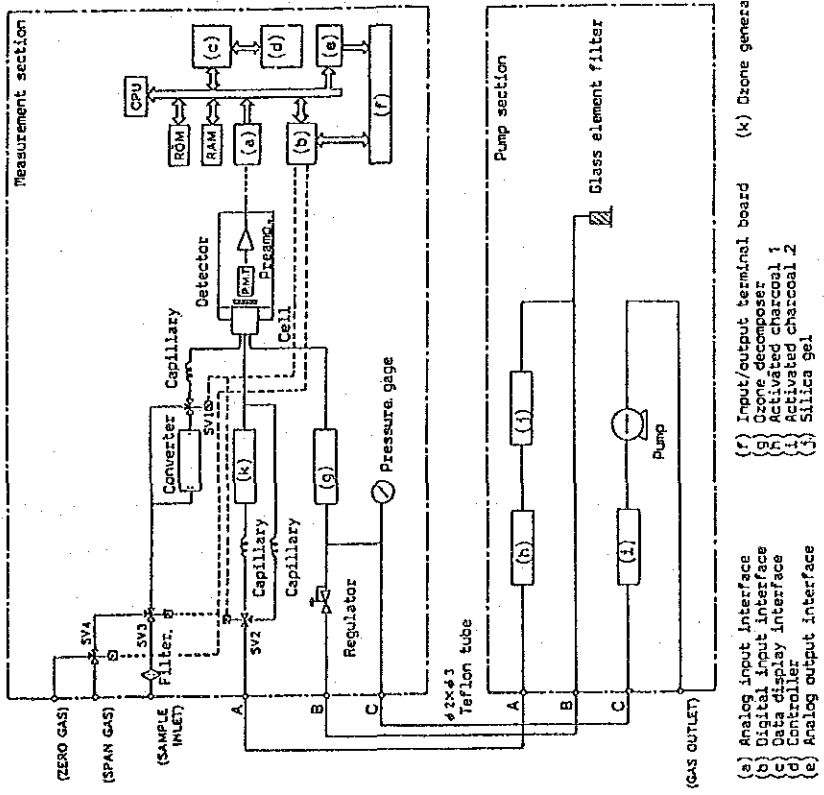 Measurement section
CPU
ROM
RAM
(a)
(b)
(c)
(d)
(e)
(f)
Detector
P.M.T
Preamp.
Cell
Capillary
SV1
Converter
(k)
(g)
Pressure gage
Capillary
Capillary
SV4
SV3
Filter
SV2
Regulator
(ZERO GAS)
(SPAN GAS)
(SAMPLE
INLET)
A
B
C
φ2×φ3
Teflon tube
Pump section
Glass element filter
(j)
(h)
Pump
(i)
A
B
C
(GAS OUTLET)
(a) Analog input interface
(b) Digital input interface
(c) Data display interface
(d) Controller
(e) Analog output interface
(f) Input/output terminal board
(g) Ozone decomposer
(h) Activated charcoal 1
(i) Activated charcoal 2
(j) Silica gel
(k) Ozone genera